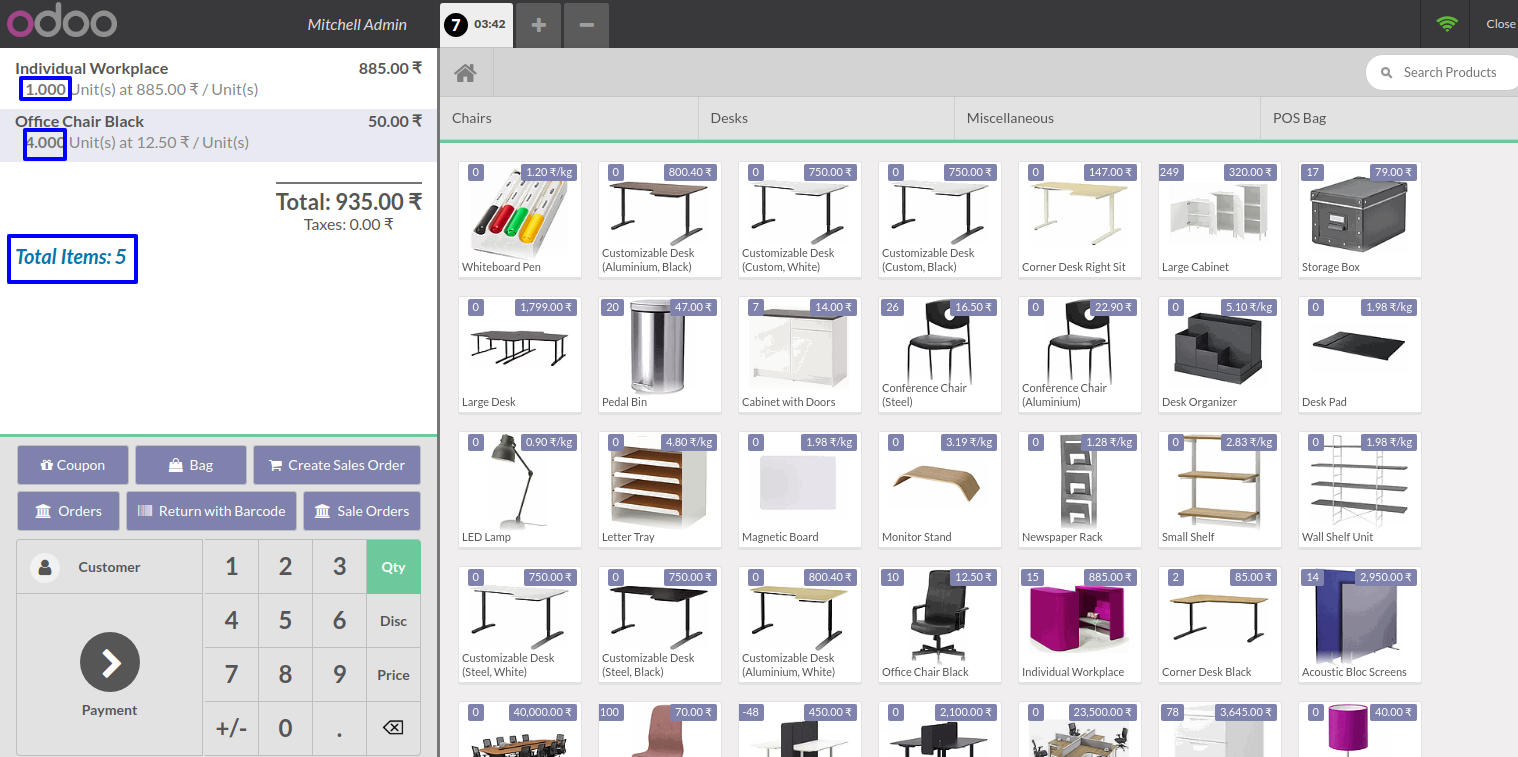 odoo
Mitchell Admin
7 03:42
Close
Individual Workplace 885.00 ₹
1.000 Unit(s) at 885.00 ₹ / Unit(s)
Office Chair Black 50.00 ₹
4.000 Unit(s) at 12.50 ₹ / Unit(s)
Total: 935.00 ₹
Taxes: 0.00 ₹
Total Items: 5
Coupon Bag Create Sales Order
Orders Return with Barcode Sale Orders
Customer 1 2 3 Qty
4 5 6 Disc
7 8 9 Price
Payment
+/- 0 .
Search Products
Chairs Desks Miscellaneous POS Bag
0 1.20 ₹/kg
Whiteboard Pen
0 800.40 ₹
Customizable Desk
(Aluminium, Black)
0 750.00 ₹
Customizable Desk
(Custom, White)
0 750.00 ₹
Customizable Desk
(Custom, Black)
0 147.00 ₹
Corner Desk Right Sit
249 320.00 ₹
Large Cabinet
17 79.00 ₹
Storage Box
0 1,799.00 ₹
Large Desk
20 47.00 ₹
Pedal Bin
7 14.00 ₹
Cabinet with Doors
26 16.50 ₹
Conference Chair
(Steel)
0 22.90 ₹
Conference Chair
(Aluminium)
0 5.10 ₹/kg
Desk Organizer
0 1.98 ₹/kg
Desk Pad
0 0.90 ₹/kg
LED Lamp
0 4.80 ₹/kg
Letter Tray
0 1.98 ₹/kg
Magnetic Board
0 3.19 ₹/kg
Monitor Stand
0 1.28 ₹/kg
Newspaper Rack
0 2.83 ₹/kg
Small Shelf
0 1.98 ₹/kg
Wall Shelf Unit
0 750.00 ₹
Customizable Desk
(Steel, White)
0 750.00 ₹
Customizable Desk
(Steel, Black)
0 800.40 ₹
Customizable Desk
(Aluminium, White)
10 12.50 ₹
Office Chair Black
15 885.00 ₹
Individual Workplace
2 85.00 ₹
Corner Desk Black
14 2,950.00 ₹
Acoustic Bloc Screens
0 40,000.00 ₹
100 70.00 ₹
-48 450.00 ₹
0 2,100.00 ₹
0 23,500.00 ₹
78 3,645.00 ₹
0 40.00 ₹